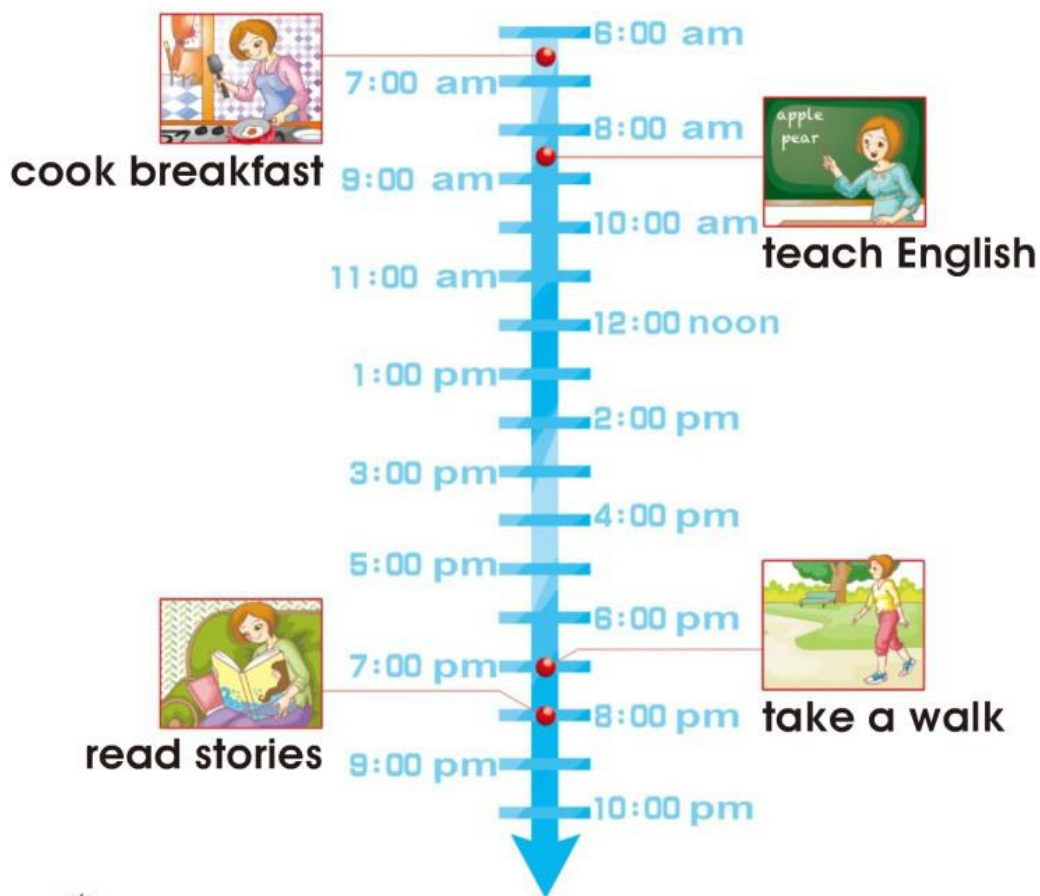 6:00 am
7:00 am
8:00 am
apple
pear
cook breakfast
9:00 am
10:00 am
teach English
11:00 am
12:00 noon
1:00 pm
2:00 pm
3:00 pm
4:00 pm
5:00 pm
6:00 pm
7:00 pm
8:00 pm
take a walk
read stories
9:00 pm
10:00 pm